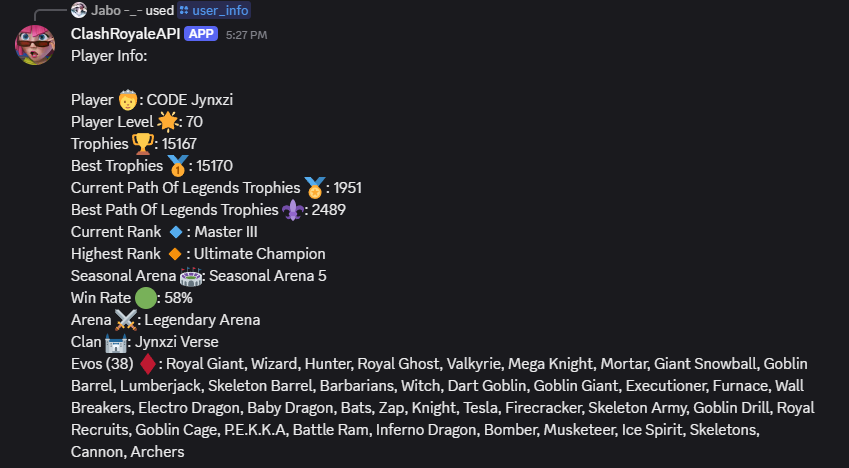 Jabo -_- used user_info
ClashRoyaleAPI APP 5:27 PM
Player Info:
Player 🤴: CODE Jynxzi
Player Level 🌟: 70
Trophies 🏆: 15167
Best Trophies 🥇: 15170
Current Path Of Legends Trophies 🏅: 1951
Best Path Of Legends Trophies ⚜️: 2489
Current Rank 🔹: Master III
Highest Rank 🔸: Ultimate Champion
Seasonal Arena 🏟️: Seasonal Arena 5
Win Rate 🟢: 58%
Arena ⚔️: Legendary Arena
Clan 🏰: Jynxzi Verse
Evos (38) ♦️: Royal Giant, Wizard, Hunter, Royal Ghost, Valkyrie, Mega Knight, Mortar, Giant Snowball, Goblin
Barrel, Lumberjack, Skeleton Barrel, Barbarians, Witch, Dart Goblin, Goblin Giant, Executioner, Furnace, Wall
Breakers, Electro Dragon, Baby Dragon, Bats, Zap, Knight, Tesla, Firecracker, Skeleton Army, Goblin Drill, Royal
Recruits, Goblin Cage, P.E.K.K.A, Battle Ram, Inferno Dragon, Bomber, Musketeer, Ice Spirit, Skeletons,
Cannon, Archers